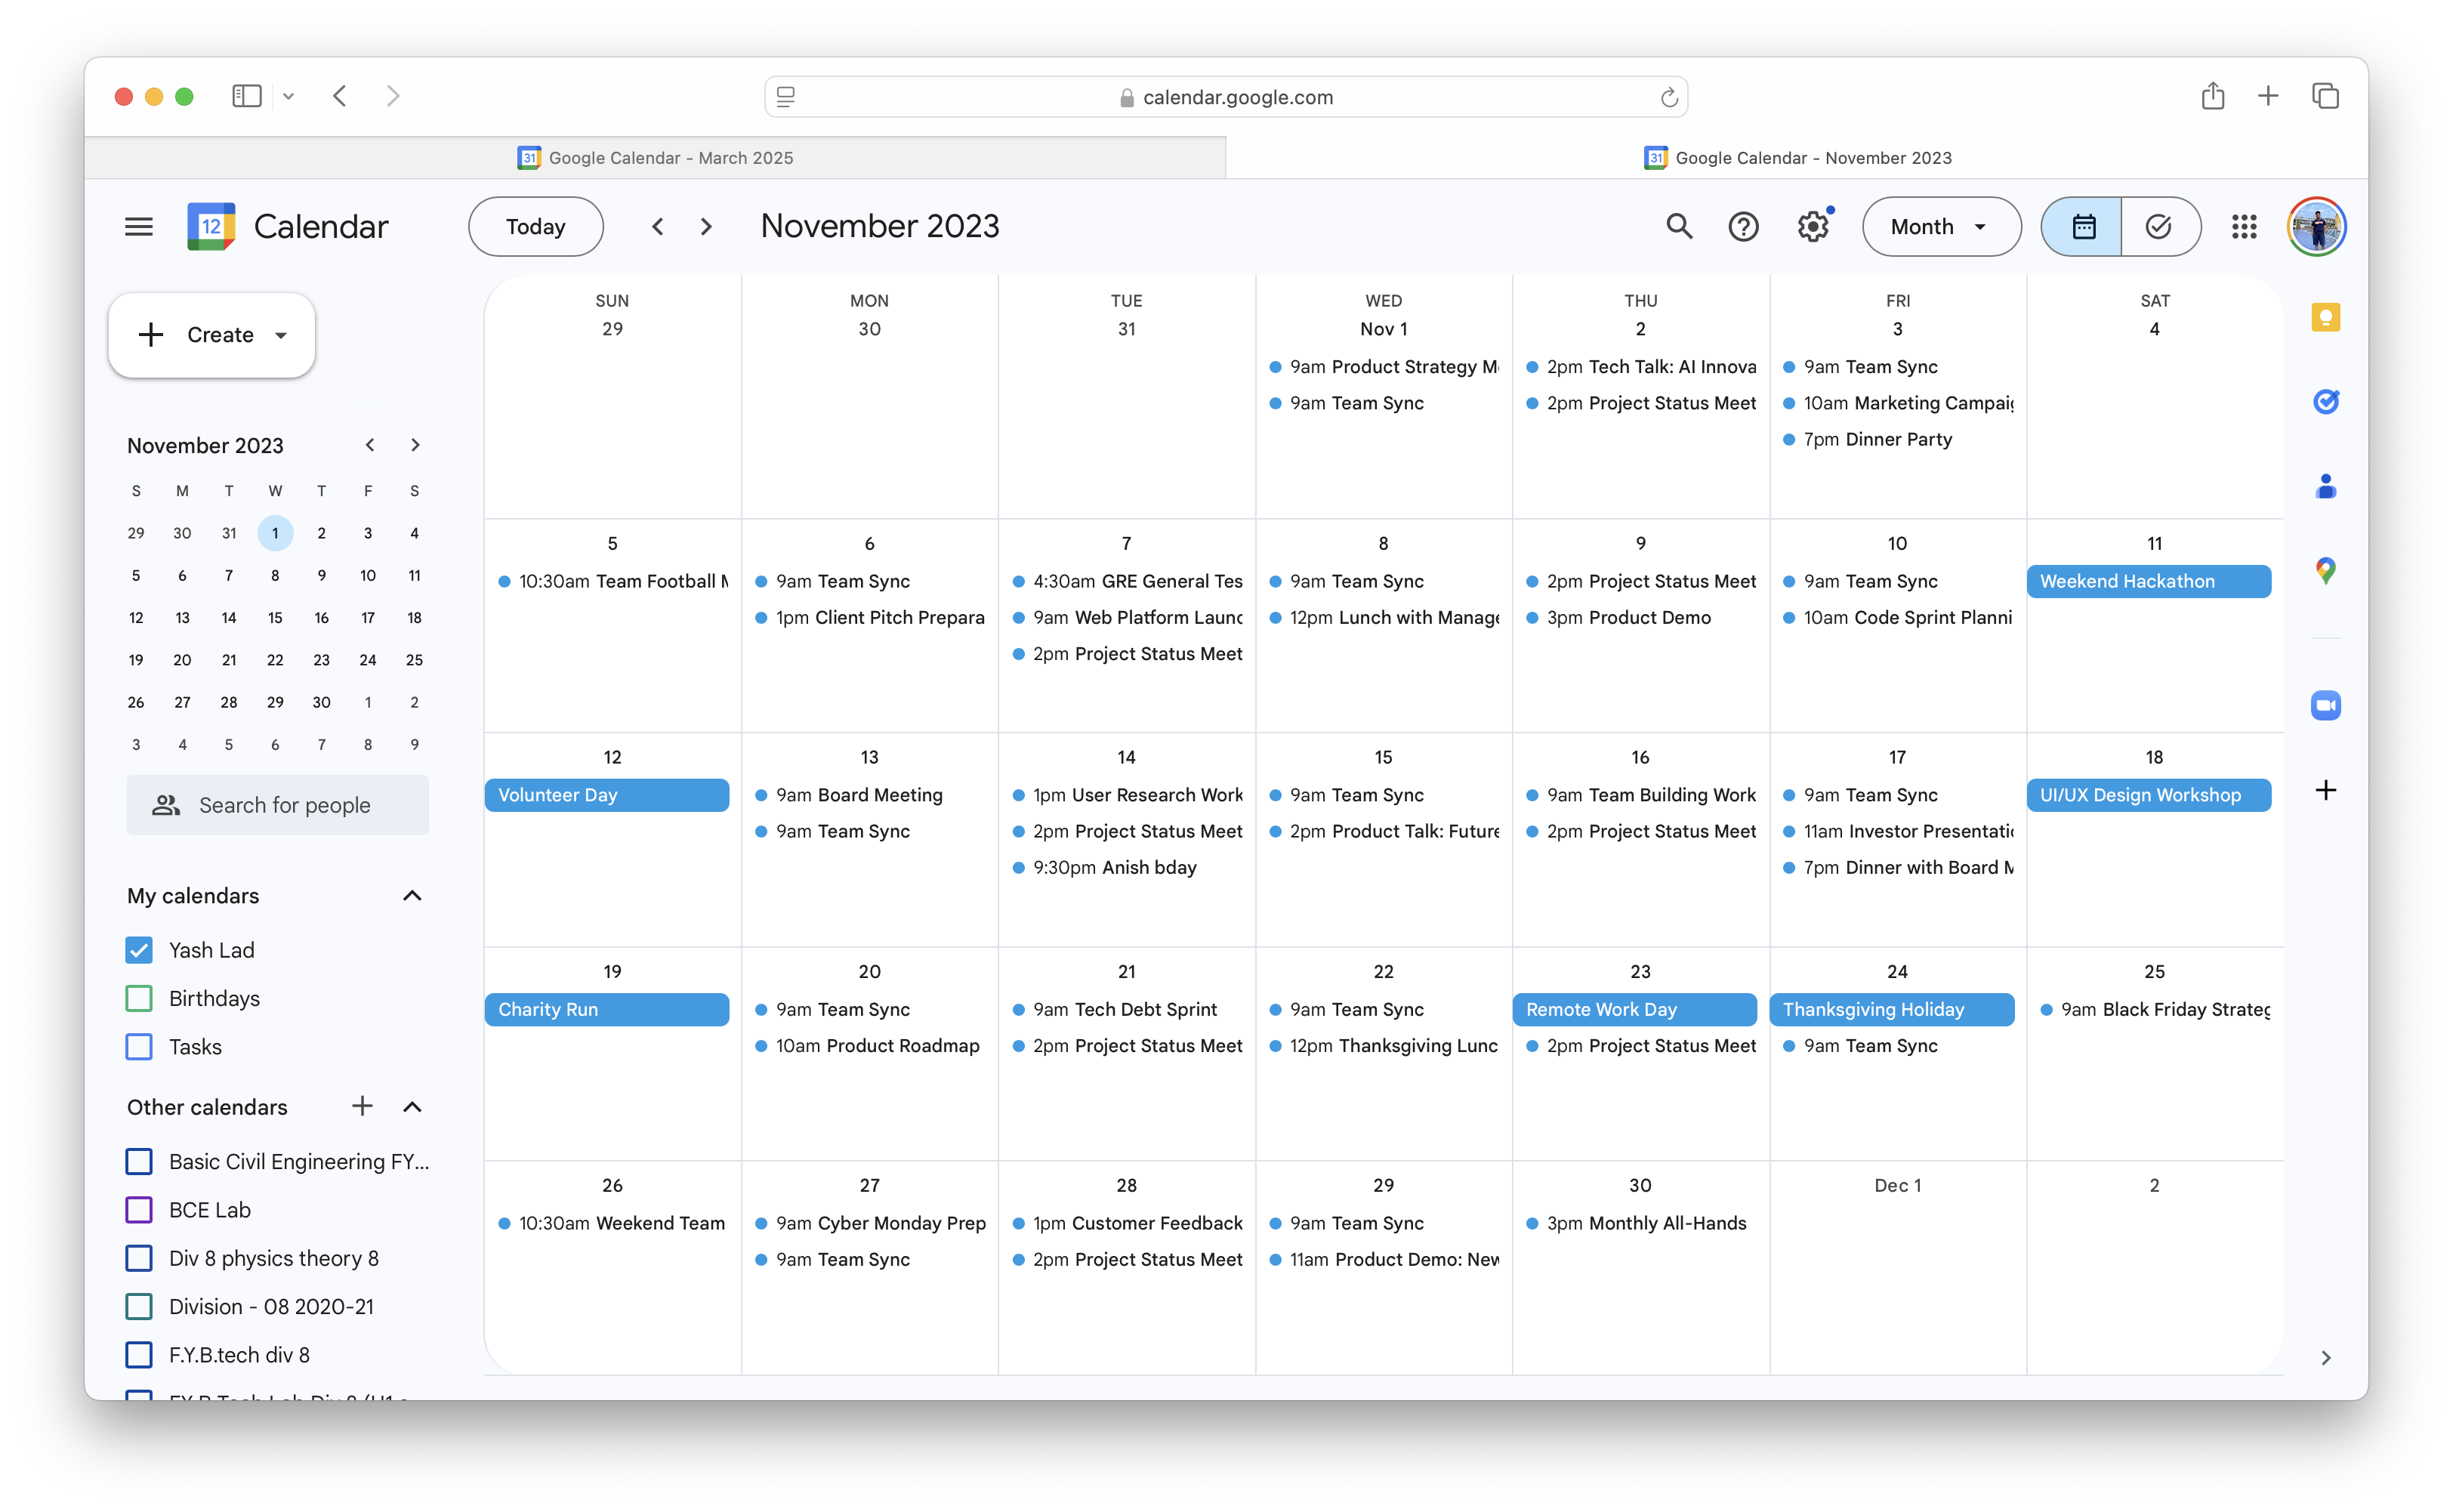 calendar.google.com
31 Google Calendar - March 2025
31 Google Calendar - November 2023
12 Calendar
Today
November 2023
Month
Create
November 2023
S M T W T F S
29 30 31 1 2 3 4
5 6 7 8 9 10 11
12 13 14 15 16 17 18
19 20 21 22 23 24 25
26 27 28 29 30 1 2
3 4 5 6 7 8 9
Search for people
My calendars
Yash Lad
Birthdays
Tasks
Other calendars
Basic Civil Engineering FY...
BCE Lab
Div 8 physics theory 8
Division - 08 2020-21
F.Y.B.tech div 8
SUN MON TUE WED THU FRI SAT
29
30
31
Nov 1
9am Product Strategy M
9am Team Sync
2
2pm Tech Talk: AI Innova
2pm Project Status Meet
3
9am Team Sync
10am Marketing Campaig
7pm Dinner Party
4
5
10:30am Team Football M
6
9am Team Sync
1pm Client Pitch Prepara
7
4:30am GRE General Tes
9am Web Platform Launc
2pm Project Status Meet
8
9am Team Sync
12pm Lunch with Manage
9
2pm Project Status Meet
3pm Product Demo
10
9am Team Sync
10am Code Sprint Planni
11
Weekend Hackathon
12
Volunteer Day
13
9am Board Meeting
9am Team Sync
14
1pm User Research Work
2pm Project Status Meet
9:30pm Anish bday
15
9am Team Sync
2pm Product Talk: Future
16
9am Team Building Work
2pm Project Status Meet
17
9am Team Sync
11am Investor Presentatio
7pm Dinner with Board M
18
UI/UX Design Workshop
19
Charity Run
20
9am Team Sync
10am Product Roadmap
21
9am Tech Debt Sprint
2pm Project Status Meet
22
9am Team Sync
12pm Thanksgiving Lunc
23
Remote Work Day
2pm Project Status Meet
24
Thanksgiving Holiday
9am Team Sync
25
9am Black Friday Strateg
26
10:30am Weekend Team
27
9am Cyber Monday Prep
9am Team Sync
28
1pm Customer Feedback
2pm Project Status Meet
29
9am Team Sync
11am Product Demo: New
30
3pm Monthly All-Hands
Dec 1
2